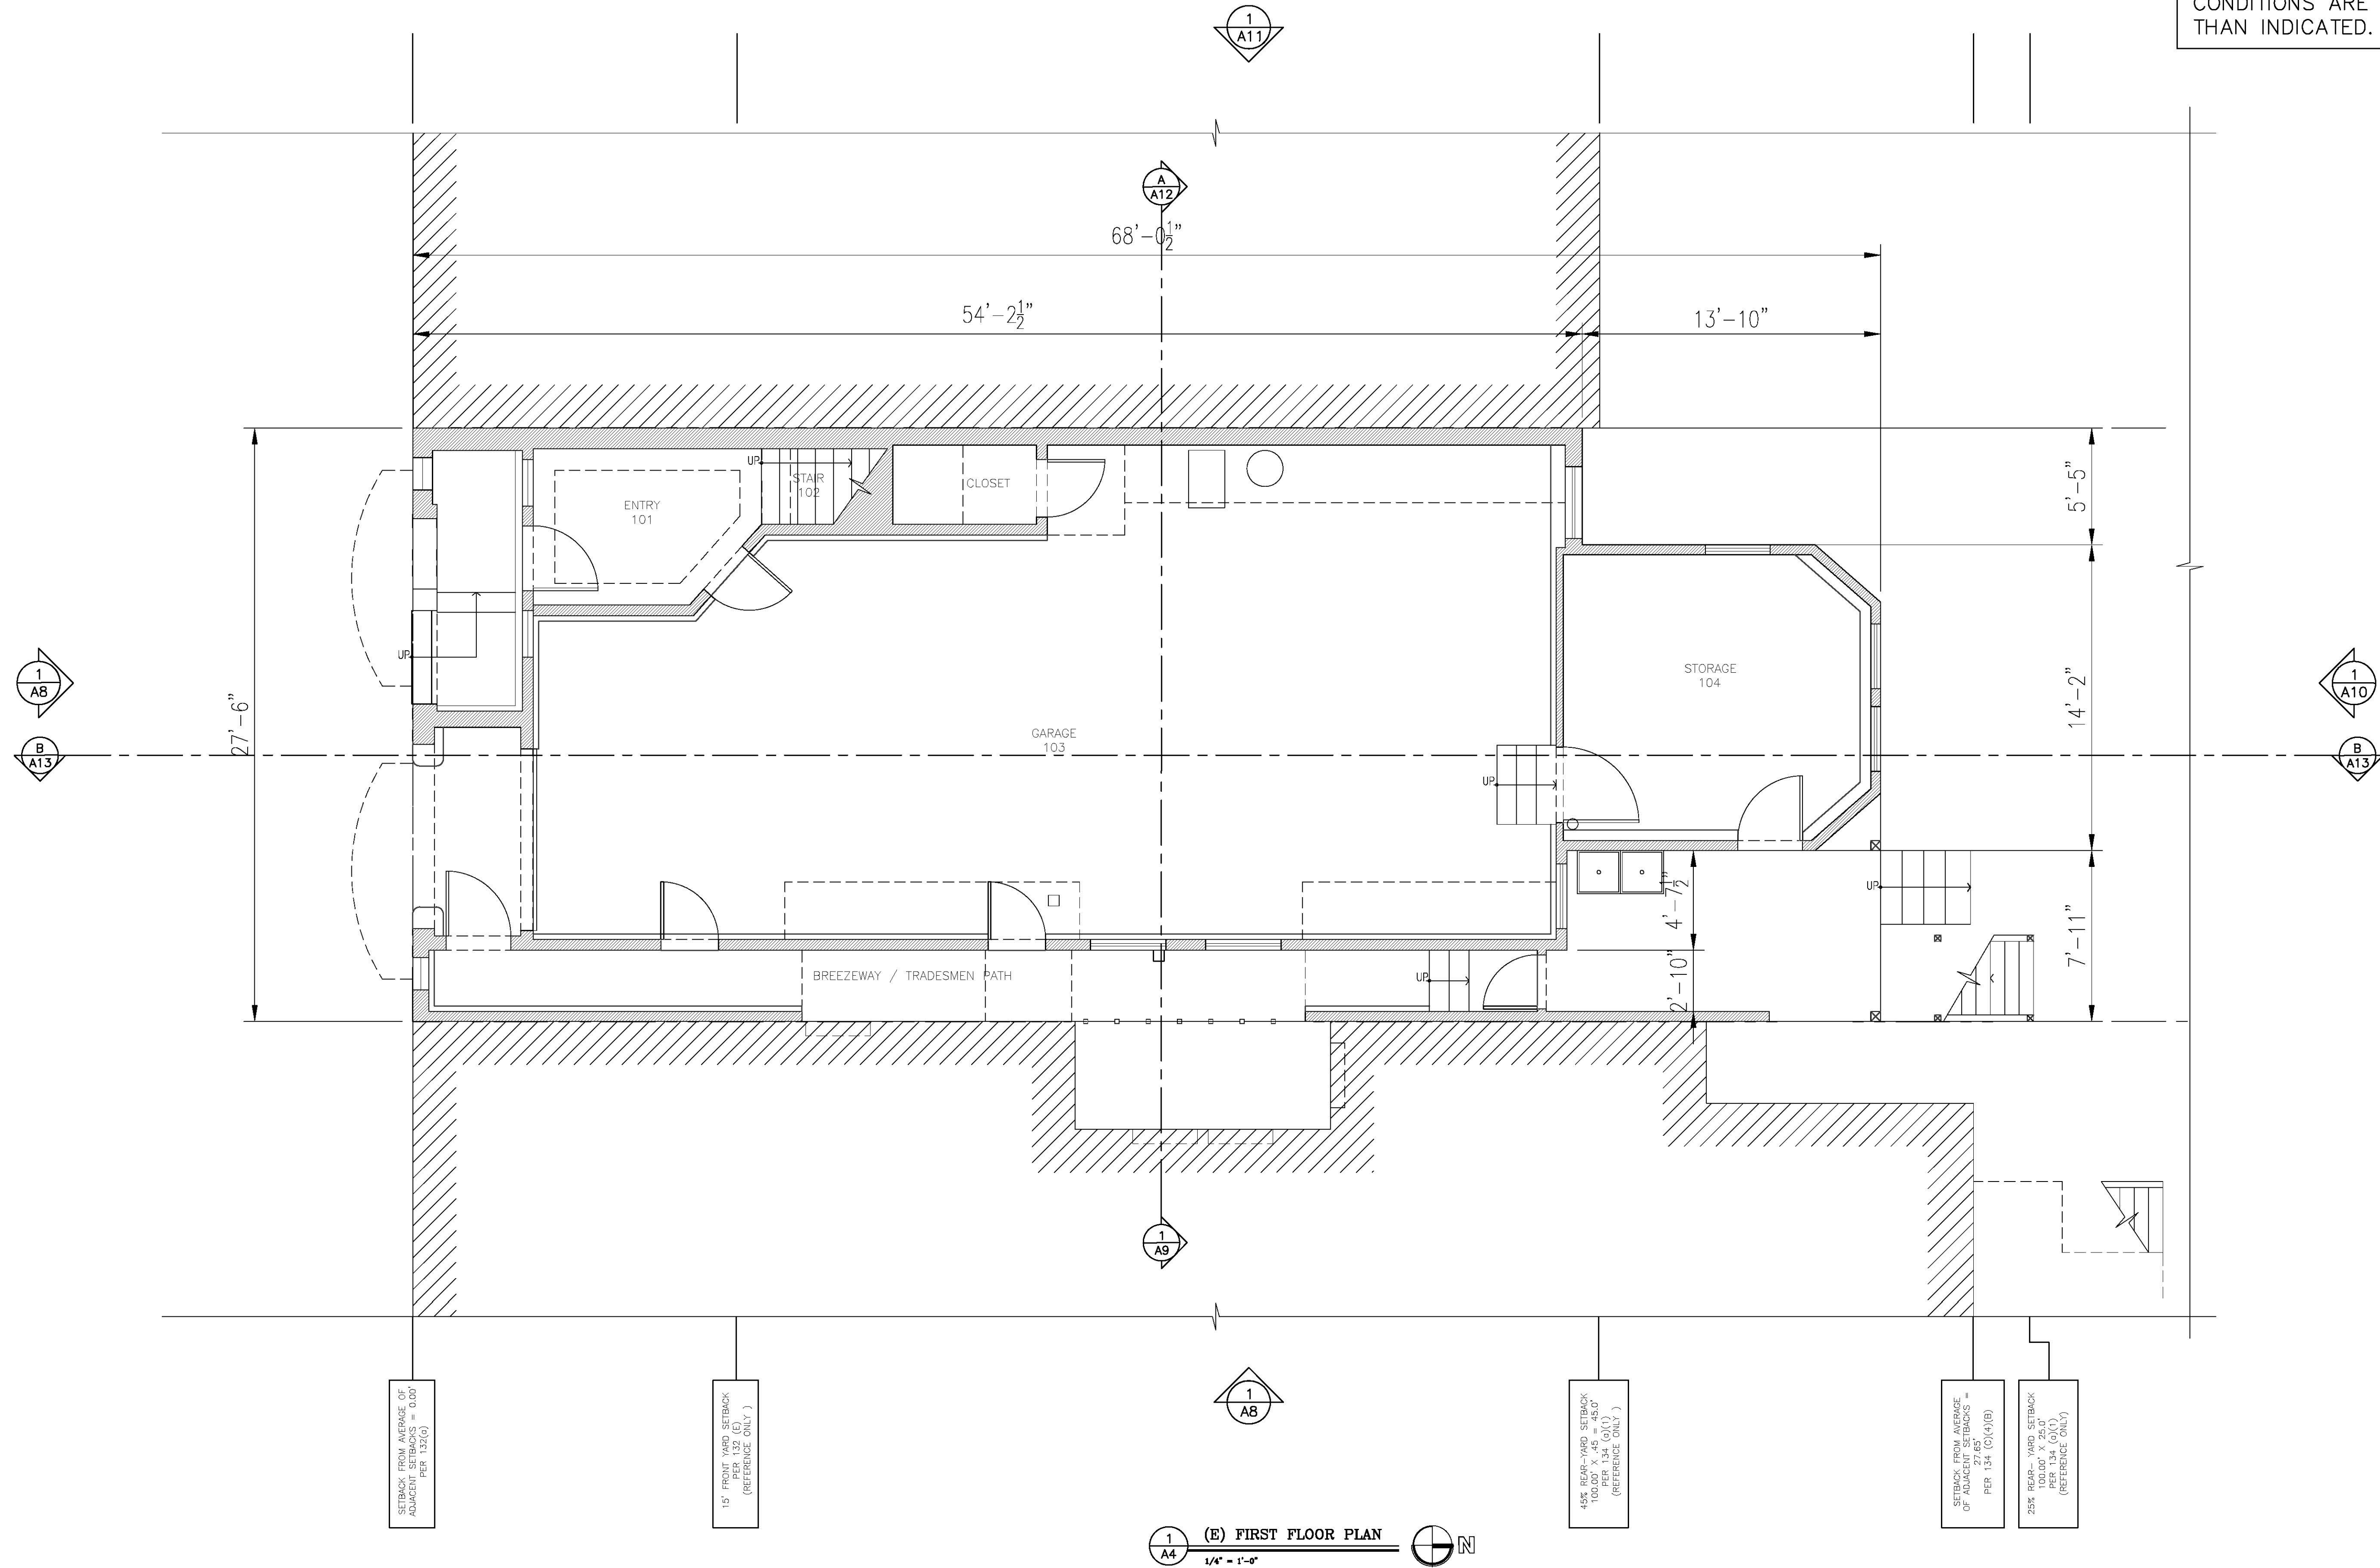 CONDITIONS ARE
THAN INDICATED.
1
A11
A
A12
68'-0½"
54'-2½"
13'-10"
UP
STAIR
102
CLOSET
ENTRY
101
5'-5"
UP
STORAGE
104
1
A8
1
A10
27'-6"
14'-2"
GARAGE
103
B
A13
B
A13
UP
UP
4'-7½"
7'-11"
BREEZEWAY / TRADESMEN PATH
UP
2'-10"
1
A9
1
A8
SETBACK FROM AVERAGE OF
ADJACENT SETBACKS = 0.00'
PER 132(a)
15' FRONT YARD SETBACK
PER 132 (E)
(REFERENCE ONLY )
45% REAR-YARD SETBACK
100.00' X .45 = 45.0'
PER 134 (a)(1)
(REFERENCE ONLY )
SETBACK FROM AVERAGE
OF ADJACENT SETBACKS =
27.65'
PER 134 (C)(4)(B)
25% REAR- YARD SETBACK
100.00' X 25.0'
PER 134 (a)(1)
(REFERENCE ONLY)
1
A4
(E) FIRST FLOOR PLAN
1/4" = 1'-0"
N